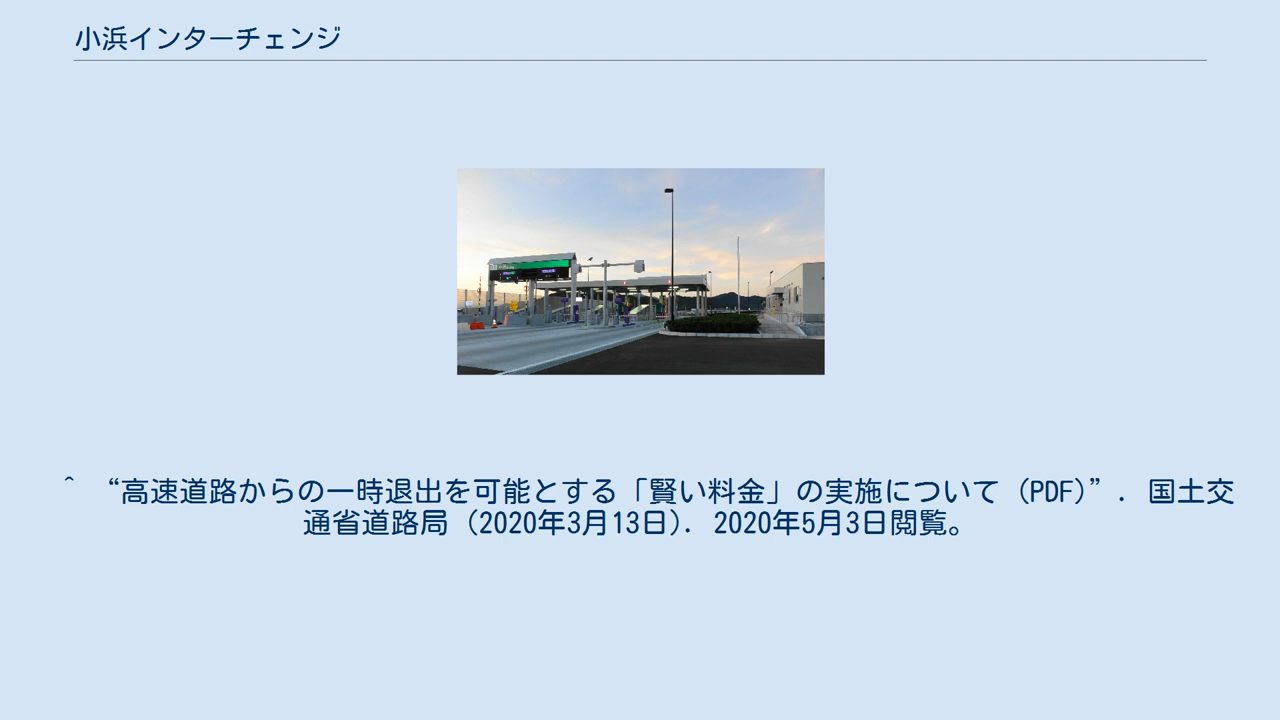 小浜インターチェンジ
^ “高速道路からの一時退出を可能とする「賢い料金」の実施について (PDF)”. 国土交
通省道路局 (2020年3月13日). 2020年5月3日閲覧。